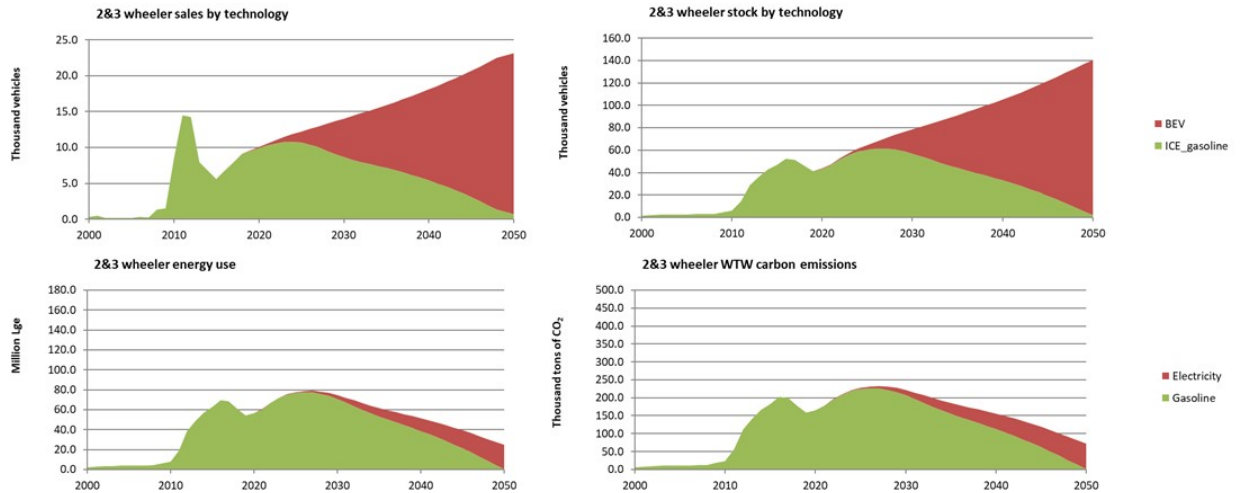 2&3 wheeler sales by technology
Thousand vehicles
25.0
20.0
15.0
10.0
5.0
0.0
2000 2010 2020 2030 2040 2050
2&3 wheeler stock by technology
Thousand vehicles
160.0
140.0
120.0
100.0
80.0
60.0
40.0
20.0
0.0
2000 2010 2020 2030 2040 2050
BEV
ICE_gasoline
2&3 wheeler energy use
Million Lge
180.0
160.0
140.0
120.0
100.0
80.0
60.0
40.0
20.0
0.0
2000 2010 2020 2030 2040 2050
2&3 wheeler WTW carbon emissions
Thousand tons of CO₂
500.0
450.0
400.0
350.0
300.0
250.0
200.0
150.0
100.0
50.0
0.0
2000 2010 2020 2030 2040 2050
Electricity
Gasoline